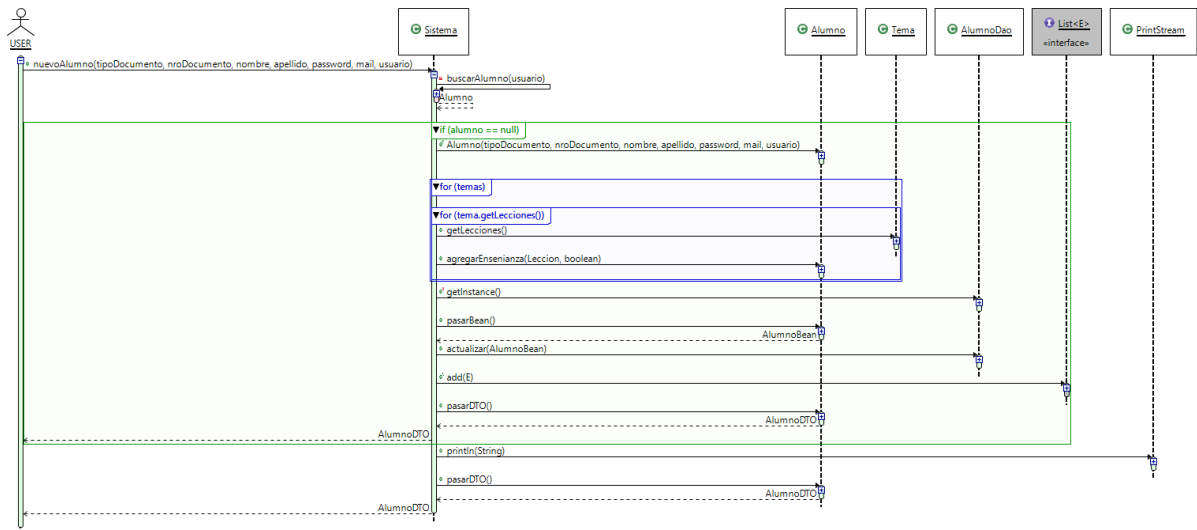 USER
Sistema
Alumno
Tema
AlumnoDao
List<E>
«interface»
PrintStream
nuevoAlumno(tipoDocumento, nroDocumento, nombre, apellido, password, mail, usuario)
buscarAlumno(usuario)
Alumno
if (alumno == null)
Alumno(tipoDocumento, nroDocumento, nombre, apellido, password, mail, usuario)
for (temas)
for (tema.getLecciones())
getLecciones()
agregarEnsenianza(Leccion, boolean)
getInstance()
pasarBean()
AlumnoBean
actualizar(AlumnoBean)
add(E)
pasarDTO()
AlumnoDTO
AlumnoDTO
println(String)
pasarDTO()
AlumnoDTO
AlumnoDTO